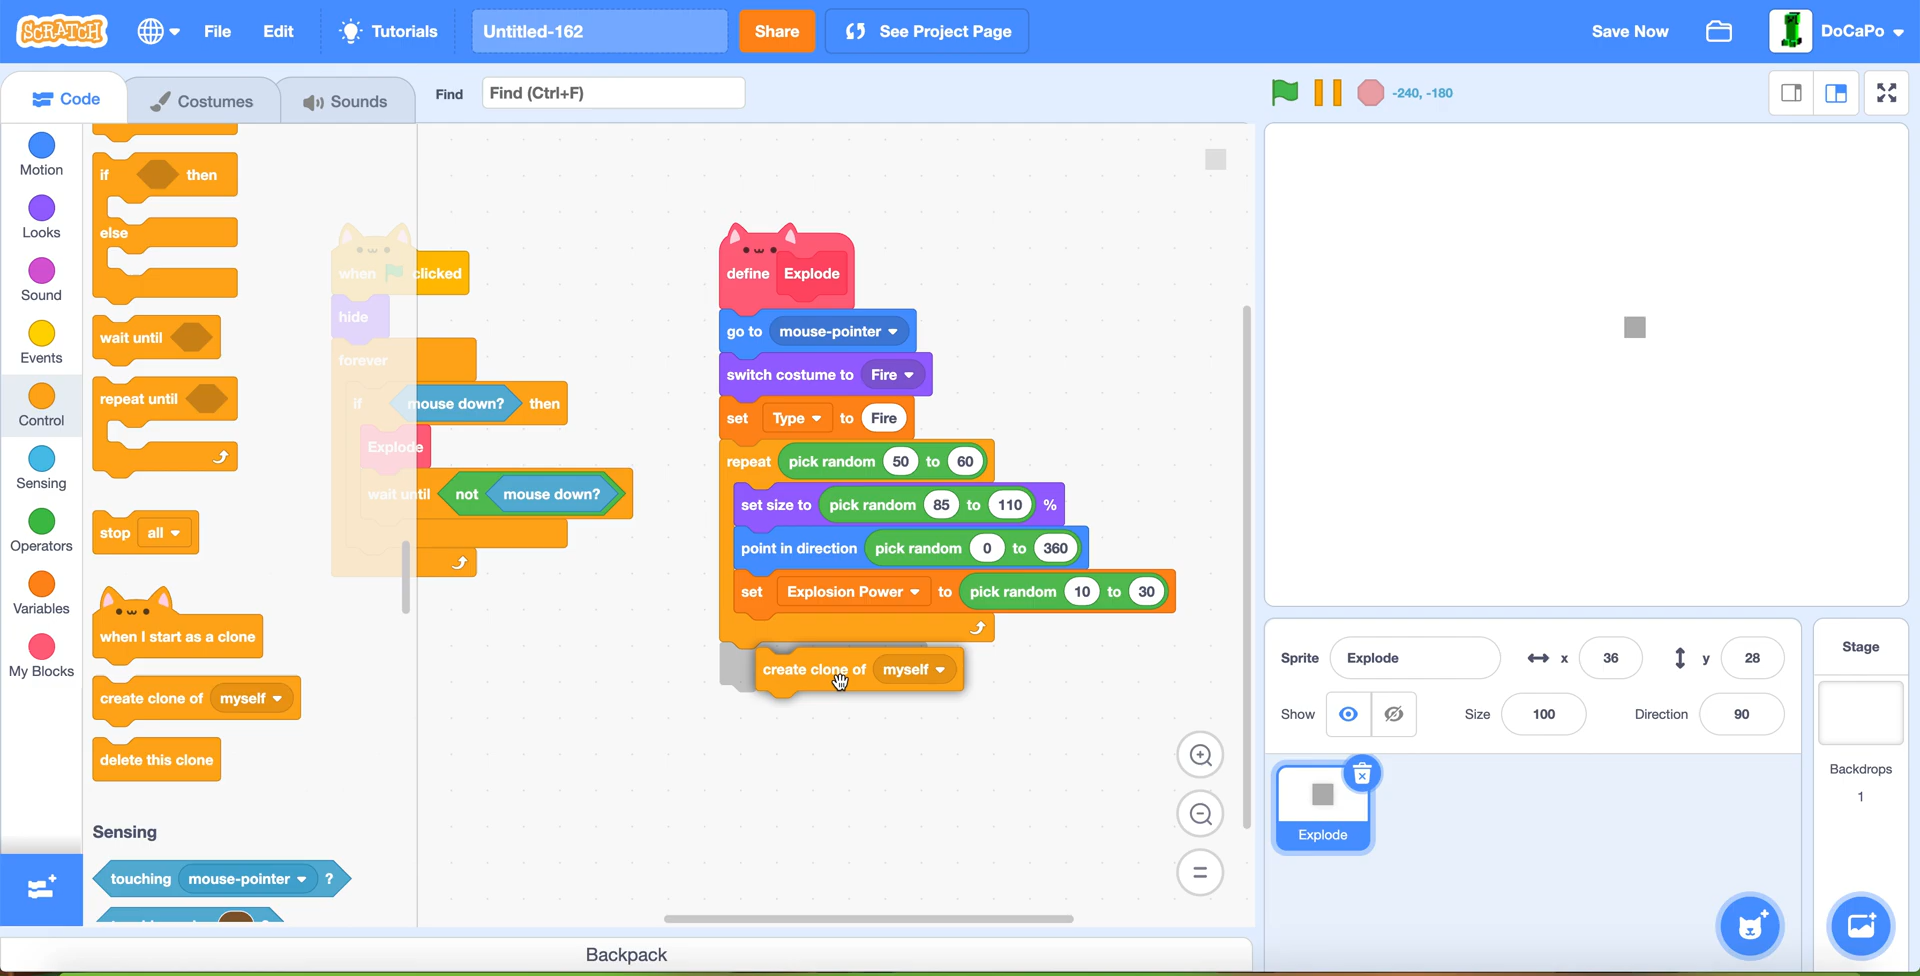 SCRATCH File Edit Tutorials Untitled-162 Share See Project Page Save Now DoCaPo
Code Costumes Sounds Find Find (Ctrl+F) -240, -180
Motion
Looks
Sound
Events
Control
Sensing
Operators
Variables
My Blocks
if then
else
wait until
repeat until
stop all
when I start as a clone
create clone of myself
delete this clone
Sensing
touching mouse-pointer ?
when clicked
hide
forever
if mouse down? then
Explode
wait until not mouse down?
define Explode
go to mouse-pointer
switch costume to Fire
set Type to Fire
repeat pick random 50 to 60
set size to pick random 85 to 110 %
point in direction pick random 0 to 360
set Explosion Power to pick random 10 to 30
create clone of myself
Backpack
Sprite Explode x 36 y 28
Show Size 100 Direction 90
Explode
Stage
Backdrops
1